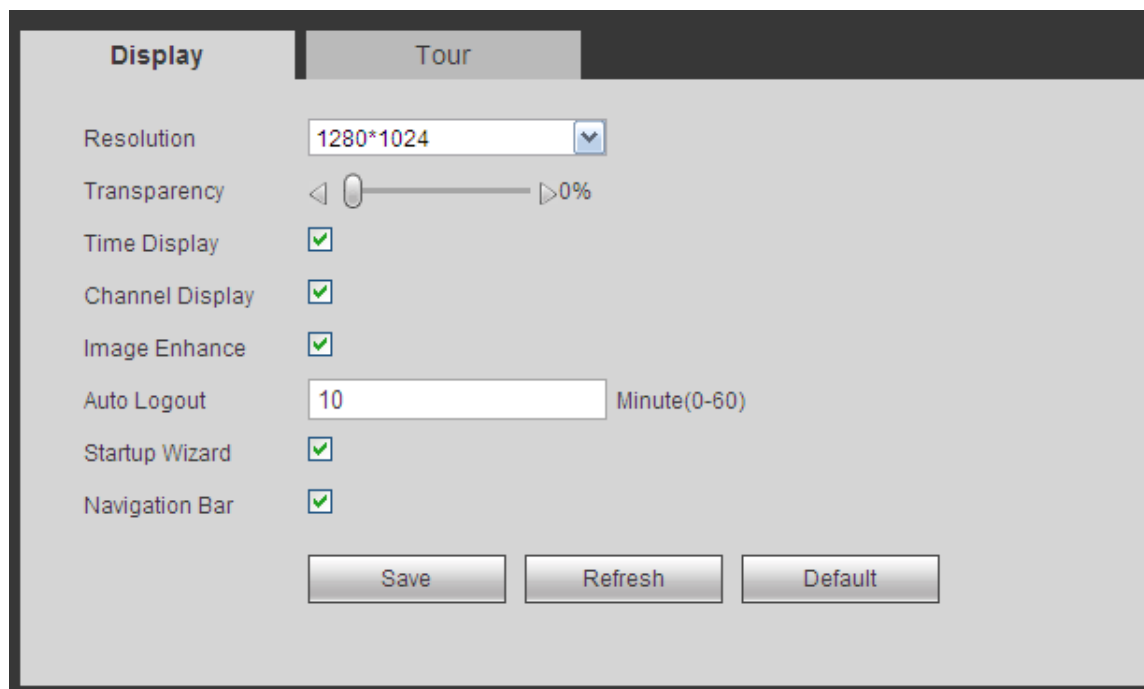 Display Tour
Resolution 1280*1024
Transparency 0%
Time Display
Channel Display
Image Enhance
Auto Logout 10 Minute(0-60)
Startup Wizard
Navigation Bar
Save Refresh Default